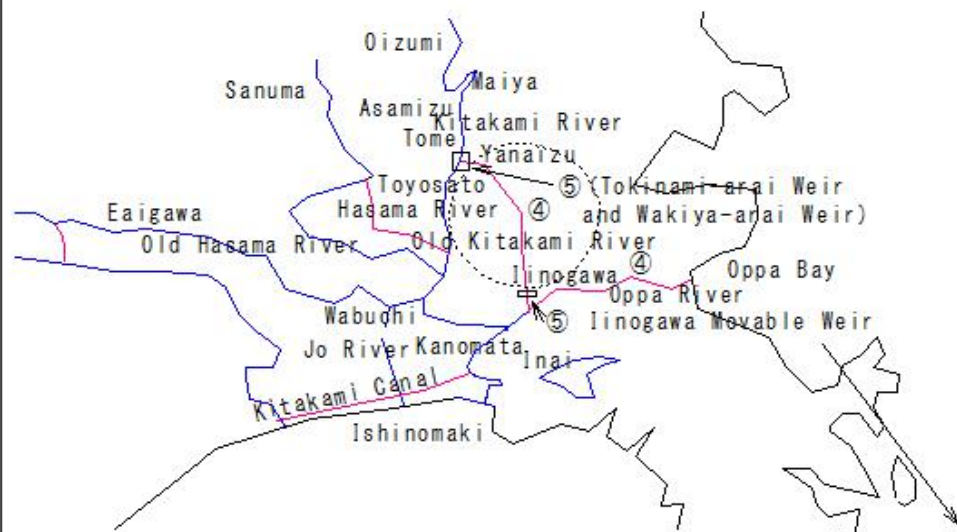 Oizumi
Sanuma
Maiya
Asamizu
Kitakami River
Tome
Yanaizu
Toyosato
⑤ (Tokinami-arai Weir
and Wakiya-arai Weir)
Hasama River
④
Eaigawa
Old Hasama River
Old Kitakami River
④
Iinogawa
Oppa Bay
Oppa River
Wabuchi
⑤ Iinogawa Movable Weir
Jo River
Kanomata
Inai
Kitakami Canal
Ishinomaki